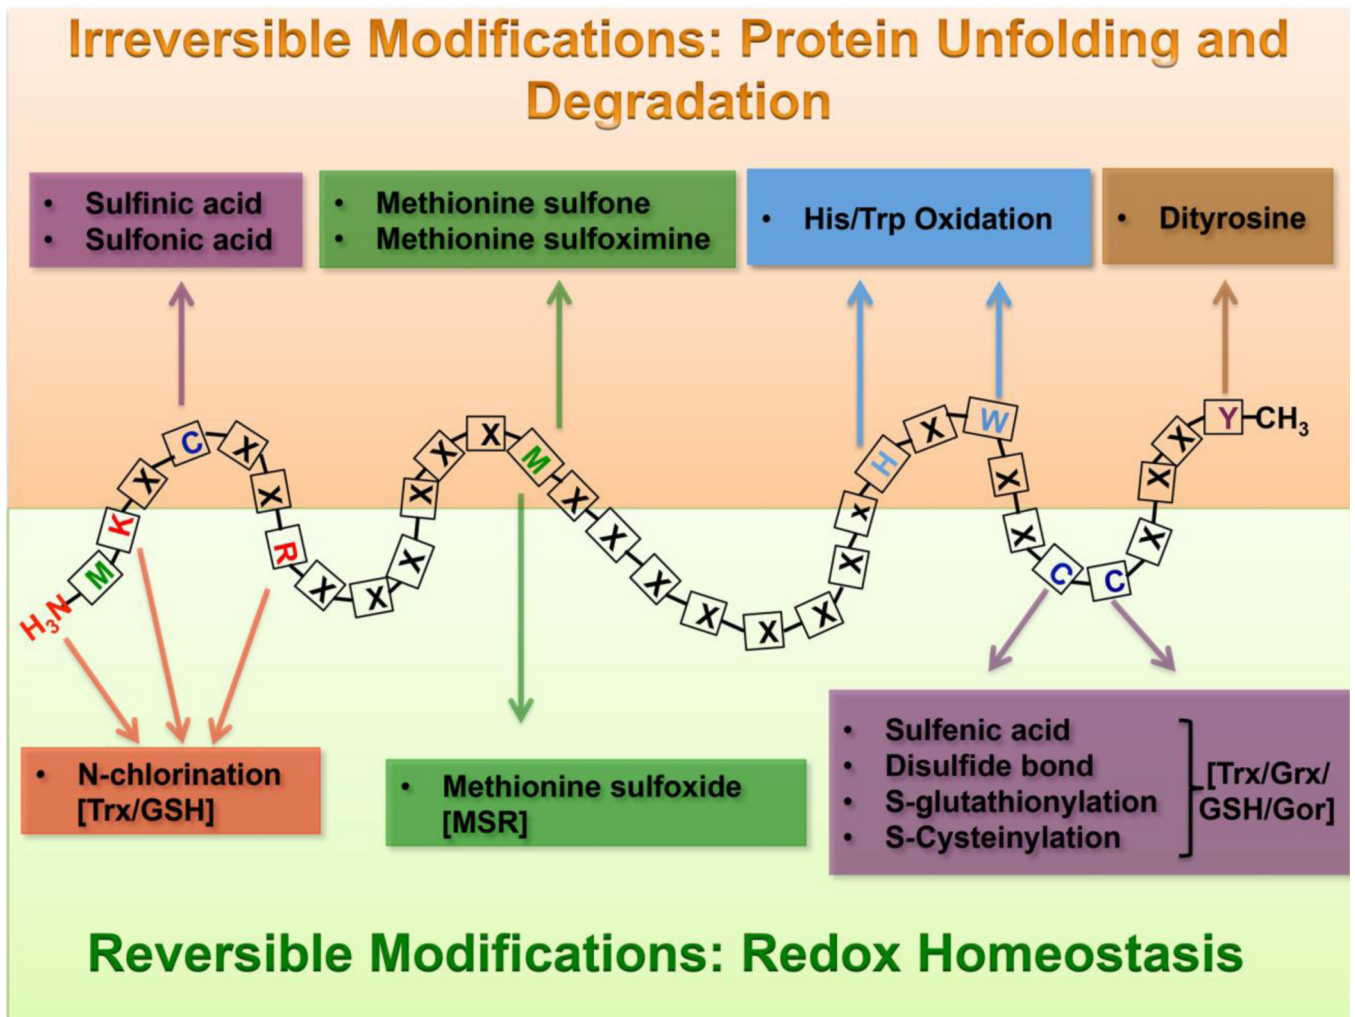 Irreversible Modifications: Protein Unfolding and
Degradation
• Sulfinic acid
• Sulfonic acid
• Methionine sulfone
• Methionine sulfoximine
• His/Trp Oxidation
• Dityrosine
H3N M K X C X X R X X X X X X M X X X X X X X x H X W X X C C X X X Y CH3
• N-chlorination
[Trx/GSH]
• Methionine sulfoxide
[MSR]
• Sulfenic acid
• Disulfide bond
• S-glutathionylation
• S-Cysteinylation
[Trx/Grx/
GSH/Gor]
Reversible Modifications: Redox Homeostasis